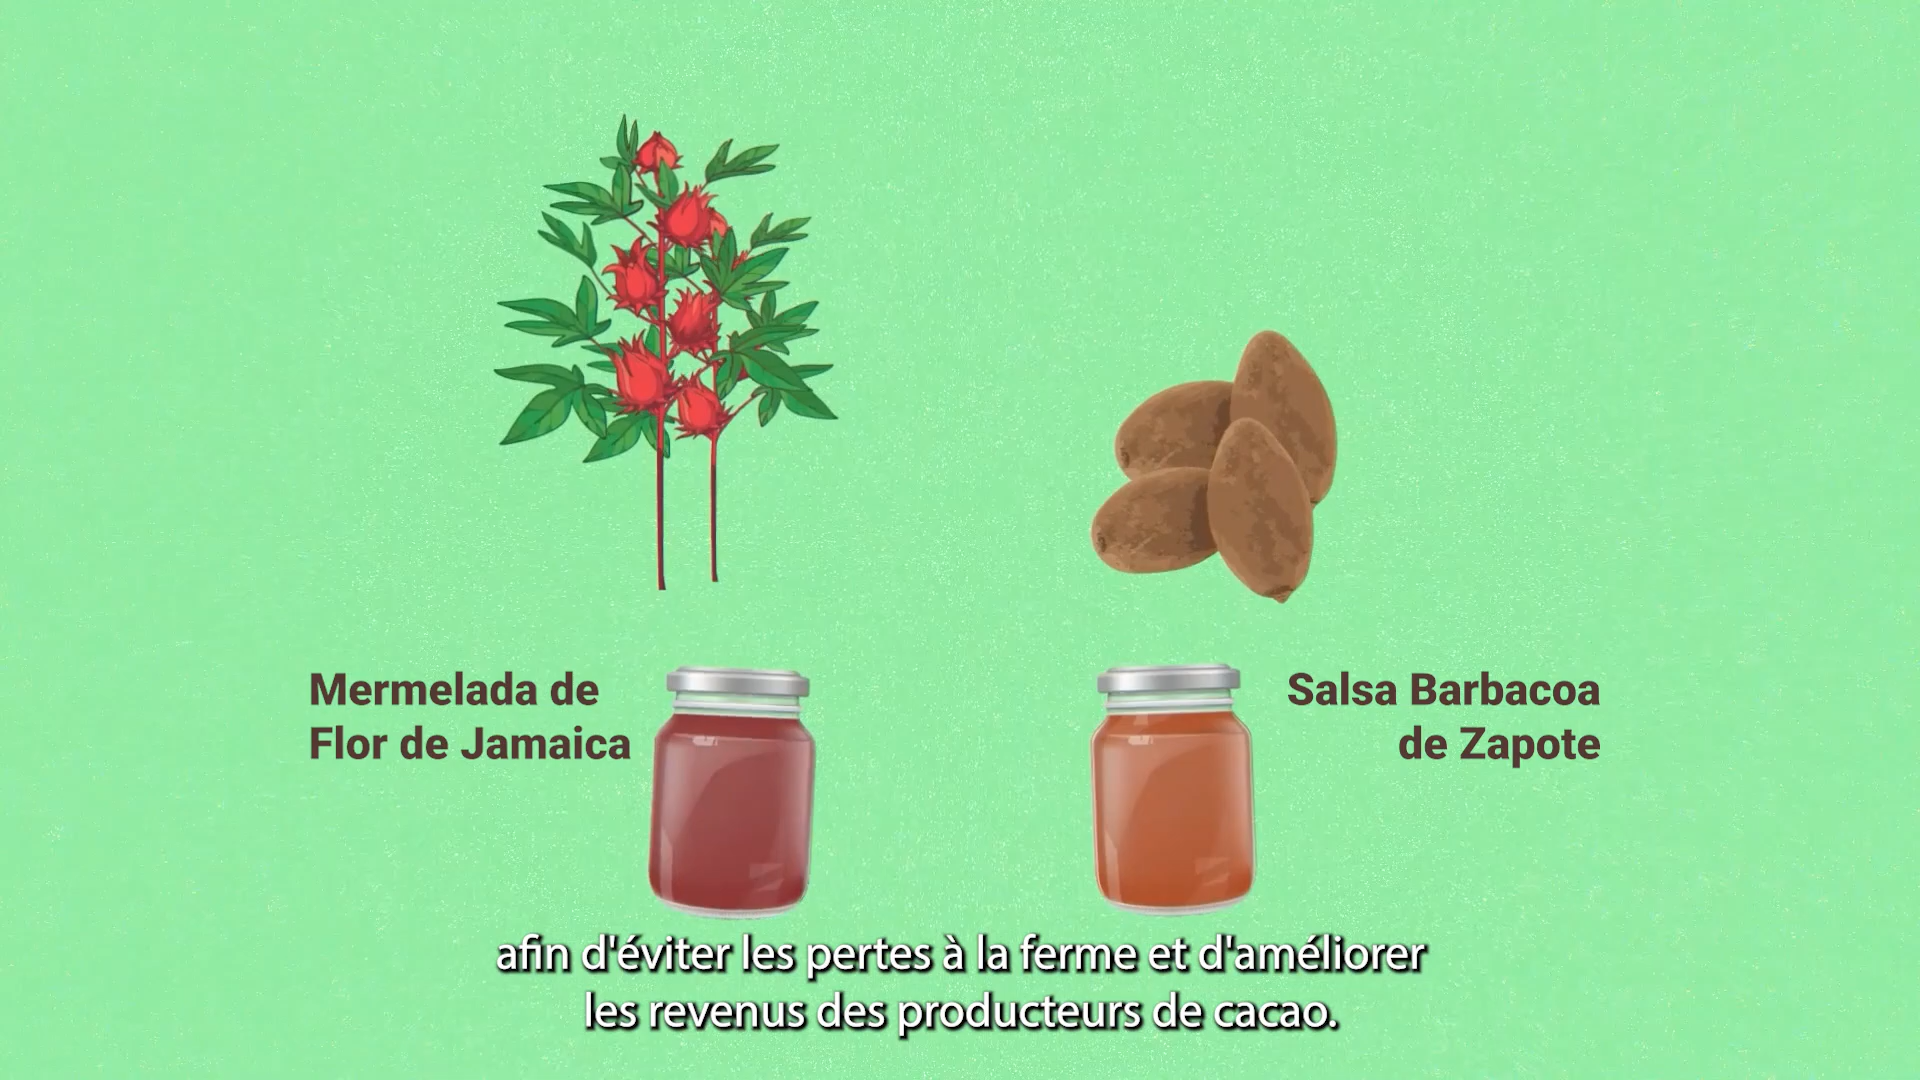 Mermelada de
Flor de Jamaica
Salsa Barbacoa
de Zapote
afin d'éviter les pertes à la ferme et d'améliorer
les revenus des producteurs de cacao.